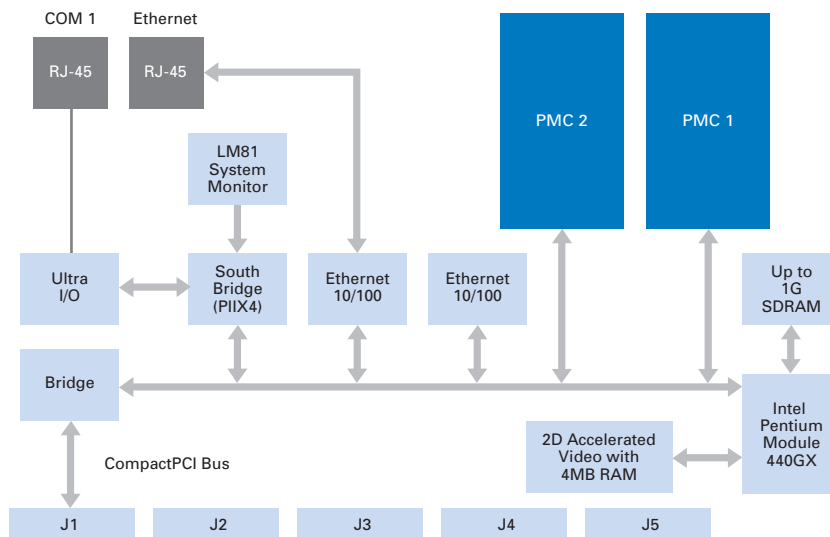 COM 1
Ethernet
RJ-45
RJ-45
PMC 2
PMC 1
LM81
System
Monitor
Ultra
I/O
South
Bridge
(PIIX4)
Ethernet
10/100
Ethernet
10/100
Up to
1G
SDRAM
Bridge
Intel
Pentium
Module
440GX
2D Accelerated
Video with
4MB RAM
CompactPCI Bus
J1
J2
J3
J4
J5